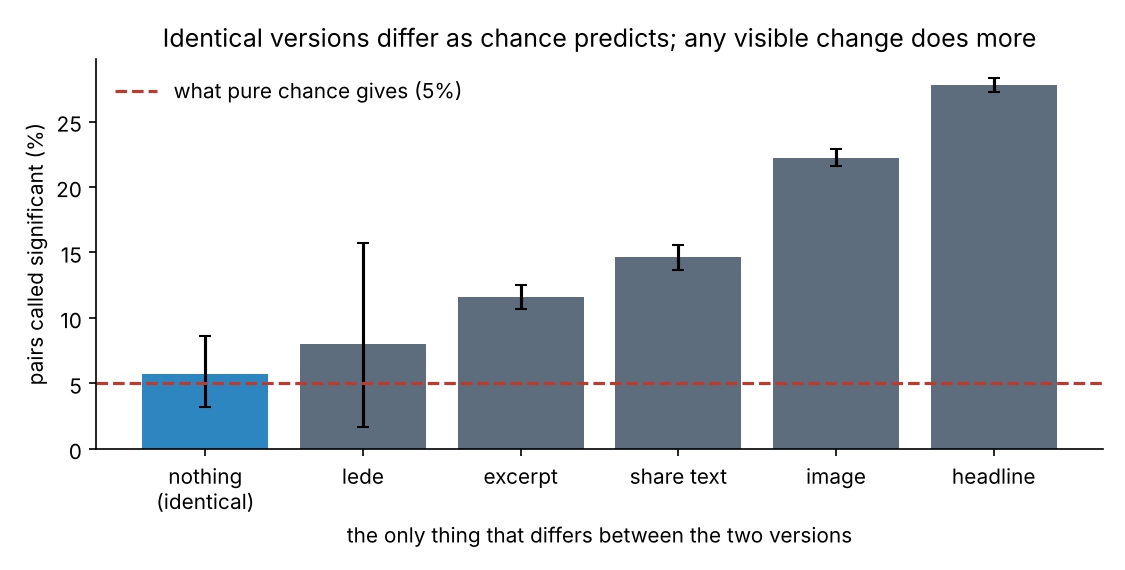 Identical versions differ as chance predicts; any visible change does more
what pure chance gives (5%)
pairs called significant (%)
25
20
15
10
5
0
nothing
(identical)
lede
excerpt
share text
image
headline
the only thing that differs between the two versions